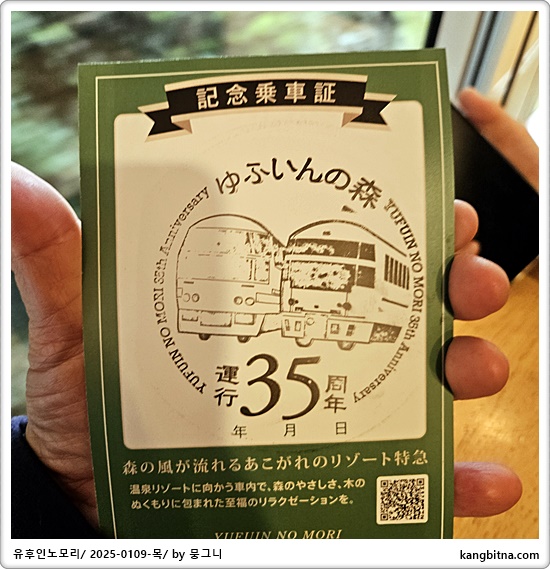 記念乗車証
ゆふいんの森
YUFUIN NO MORI 35th Anniversary
YUFUIN NO MORI 35th Anniversary
運行35周年
年 月 日
森の風が流れるあこがれのリゾート特急
温泉リゾートに向かう車内で、森のやさしさ、木の
ぬくもりに包まれた至福のリラクゼーションを。
YUFUIN NO MORI
유후인노모리/ 2025-0109-목/ by 뭉그니
kangbitna.com